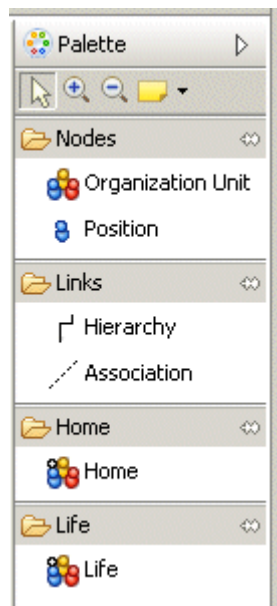 Palette
Nodes
Organization Unit
Position
Links
Hierarchy
Association
Home
Home
Life
Life